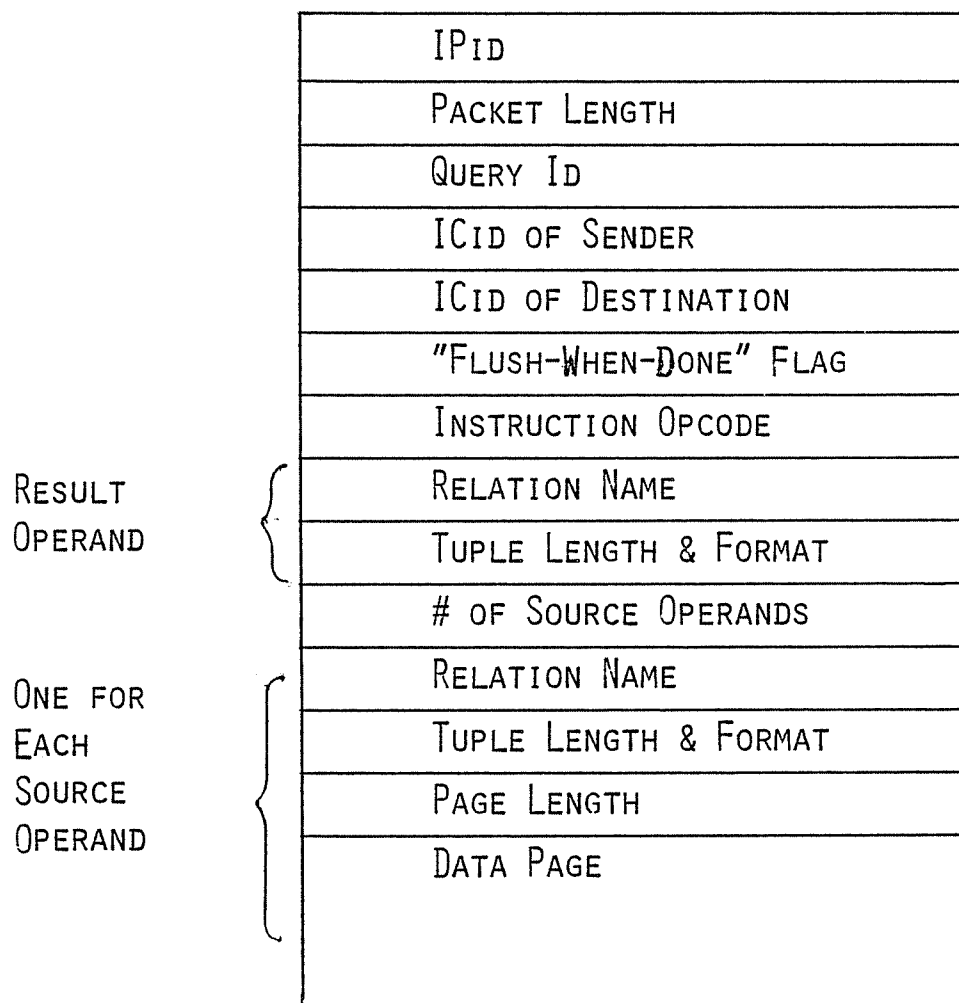 IPid
Packet Length
Query Id
ICid of Sender
ICid of Destination
"Flush-When-Done" Flag
Instruction Opcode
Result
Operand
Relation Name
Tuple Length & Format
# of Source Operands
One for
Each
Source
Operand
Relation Name
Tuple Length & Format
Page Length
Data Page